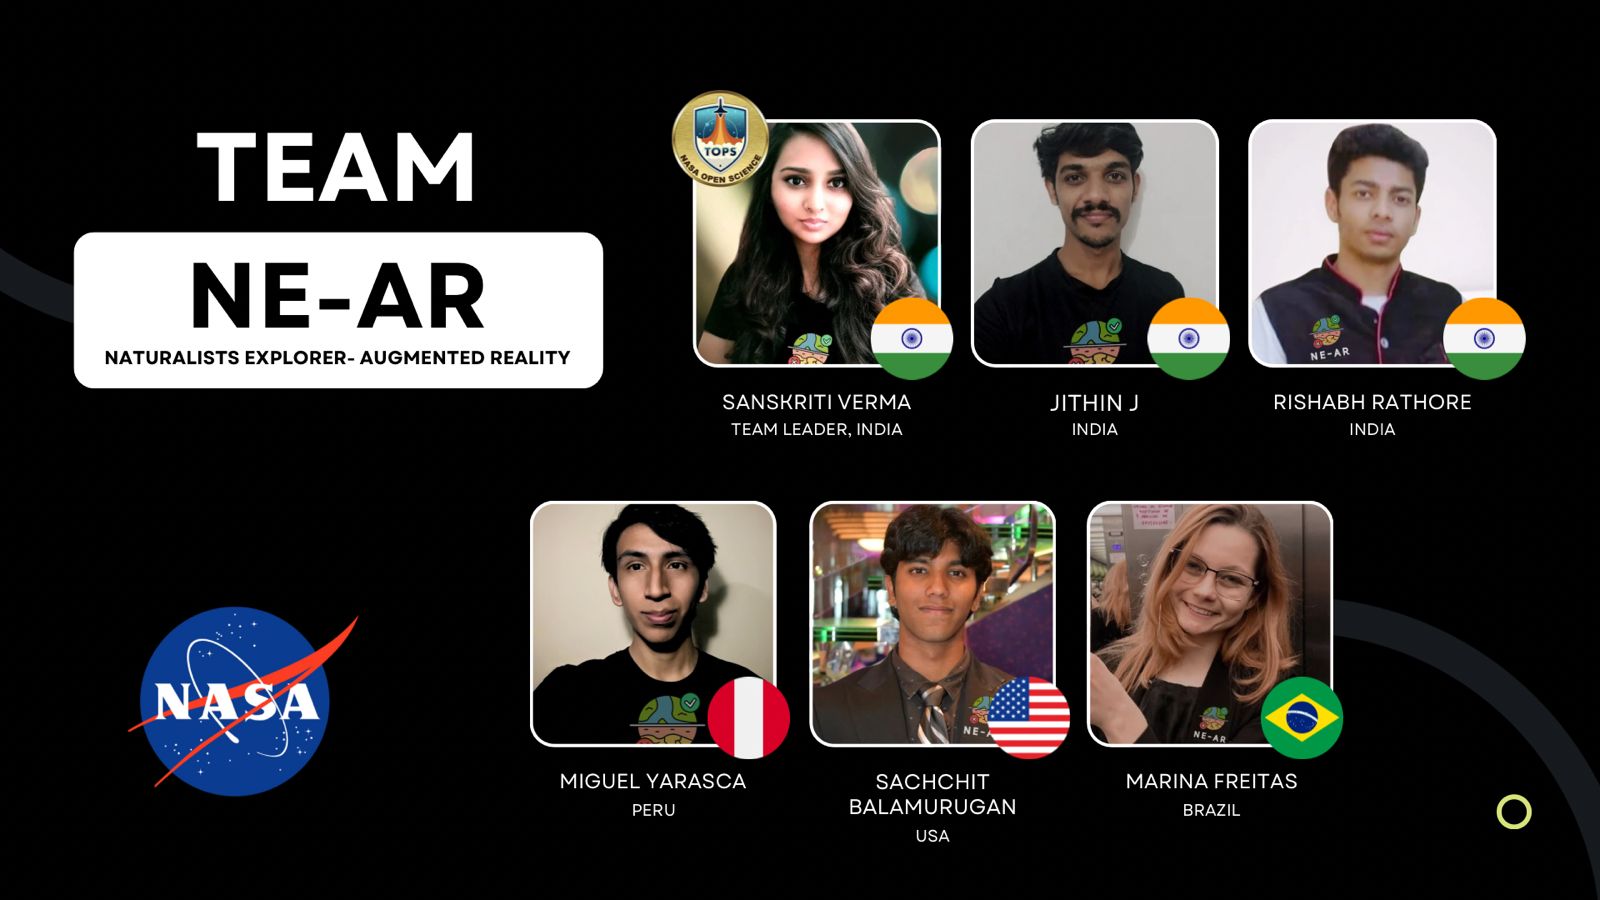 TEAM
NE-AR
NATURALISTS EXPLORER- AUGMENTED REALITY
TOPS
NASA OPEN SCIENCE
SANSKRITI VERMA
TEAM LEADER, INDIA
JITHIN J
INDIA
NE-AR
RISHABH RATHORE
INDIA
NASA
MIGUEL YARASCA
PERU
NE-A
SACHCHIT
BALAMURUGAN
USA
NE-AR
MARINA FREITAS
BRAZIL